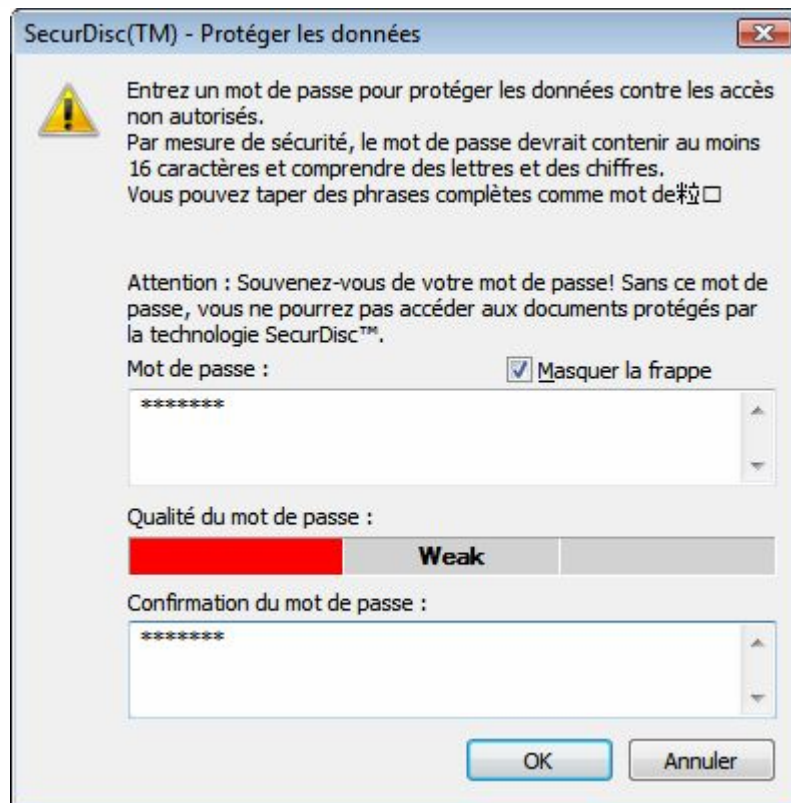 SecurDisc(TM) - Protéger les données
Entrez un mot de passe pour protéger les données contre les accès
non autorisés.
Par mesure de sécurité, le mot de passe devrait contenir au moins
16 caractères et comprendre des lettres et des chiffres.
Vous pouvez taper des phrases complètes comme mot de粒□
Attention : Souvenez-vous de votre mot de passe! Sans ce mot de
passe, vous ne pourrez pas accéder aux documents protégés par
la technologie SecurDisc™.
Mot de passe : Masquer la frappe
*******
Qualité du mot de passe :
Weak
Confirmation du mot de passe :
*******
OK Annuler